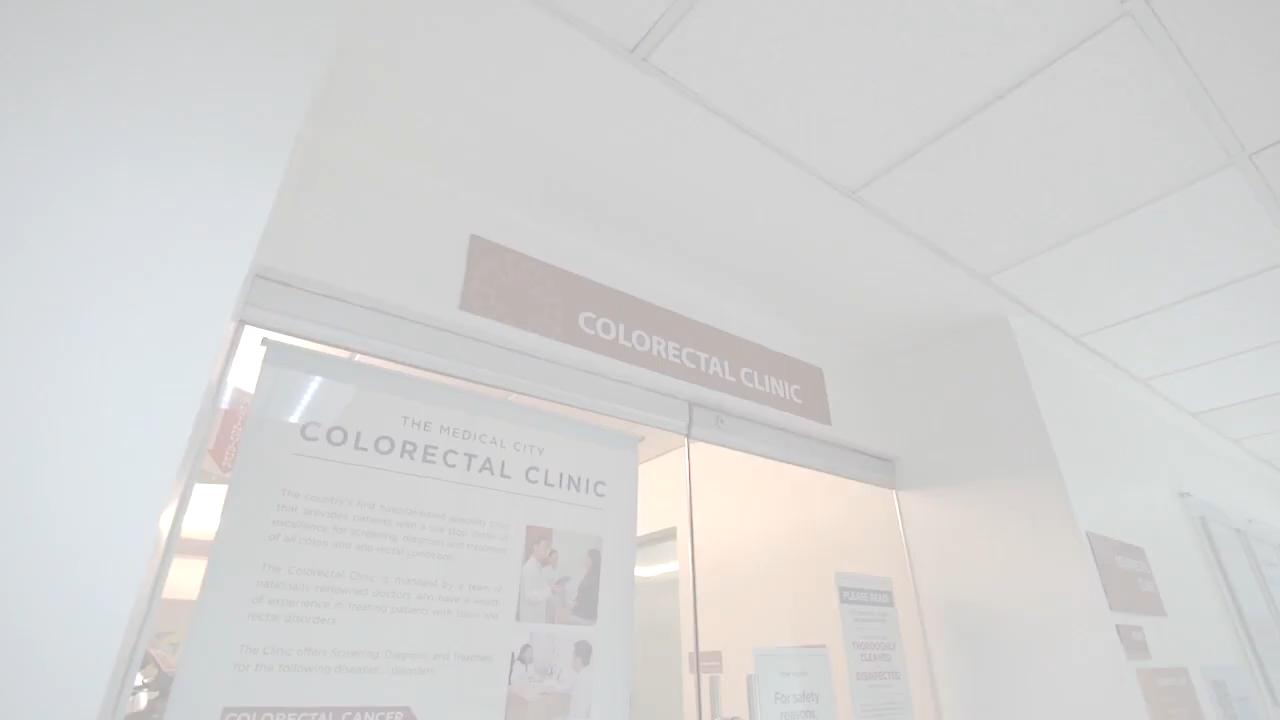 COLORECTAL CLINIC
THE MEDICAL CITY
COLORECTAL CLINIC
The country's first hospital-based specialty clinic
that provides patients with a one stop center of
excellence for screening, diagnosis and treatment
of all colon and ano-rectal conditions.
The Colorectal Clinic is manned by a team of
nationally renowned doctors who have a wealth
of experience in treating patients with colon and
rectal disorders.
The Clinic offers Screening, Diagnosis and Treatment
for the following diseases / disorders:
COLORECTAL CANCER
PLEASE READ
THOROUGHLY
CLEANED
DISINFECTED
For safety
reasons,